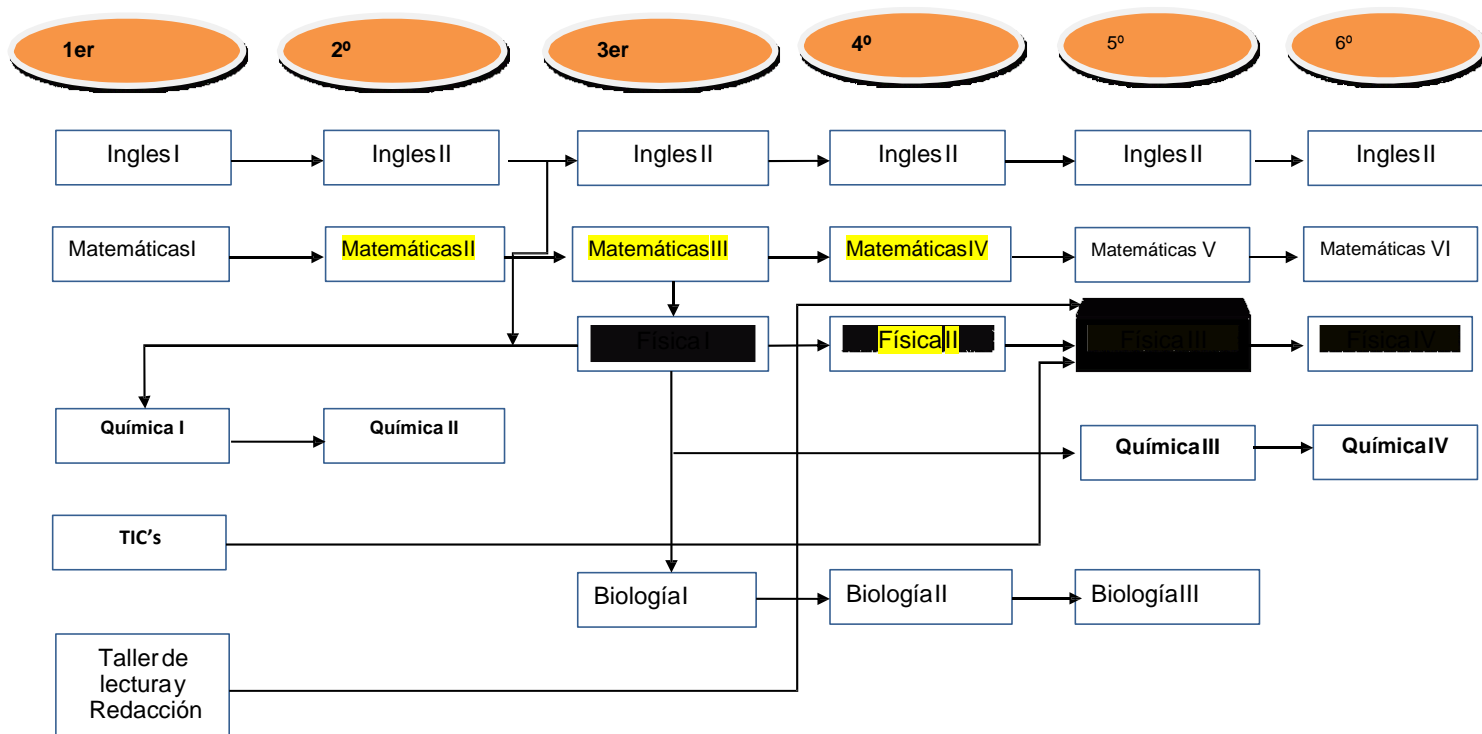 1er
2º
3er
4º
5º
6º
Ingles I
Ingles II
Ingles II
Ingles II
Ingles II
Ingles II
Matemáticas I
Matemáticas II
Matemáticas III
Matemáticas IV
Matemáticas V
Matemáticas VI
Física I
Física II
Física III
Física IV
Química I
Química II
Química III
Química IV
TIC's
Biología I
Biología II
Biología III
Taller de
lectura y
Redacción